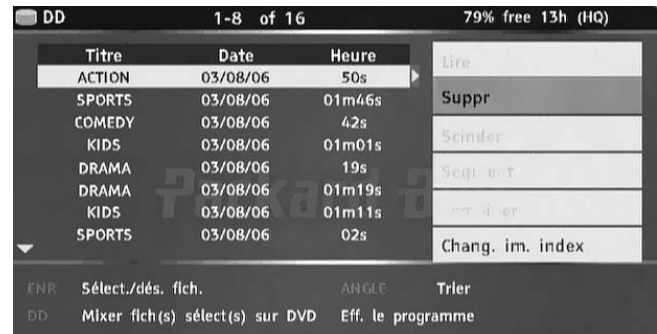 DD 1-8 of 16 79% free 13h (HQ)
Titre Date Heure
ACTION 03/08/06 50s
SPORTS 03/08/06 01m46s
COMEDY 03/08/06 42s
KIDS 03/08/06 01m01s
DRAMA 03/08/06 19s
DRAMA 03/08/06 01m19s
KIDS 03/08/06 01m11s
SPORTS 03/08/06 02s
Lire
Suppr
Scinder
Chang. im. index
ENR Sélect./dés. fich. ANGLE Trier
DD Mixer fich(s) sélect(s) sur DVD Eff. le programme